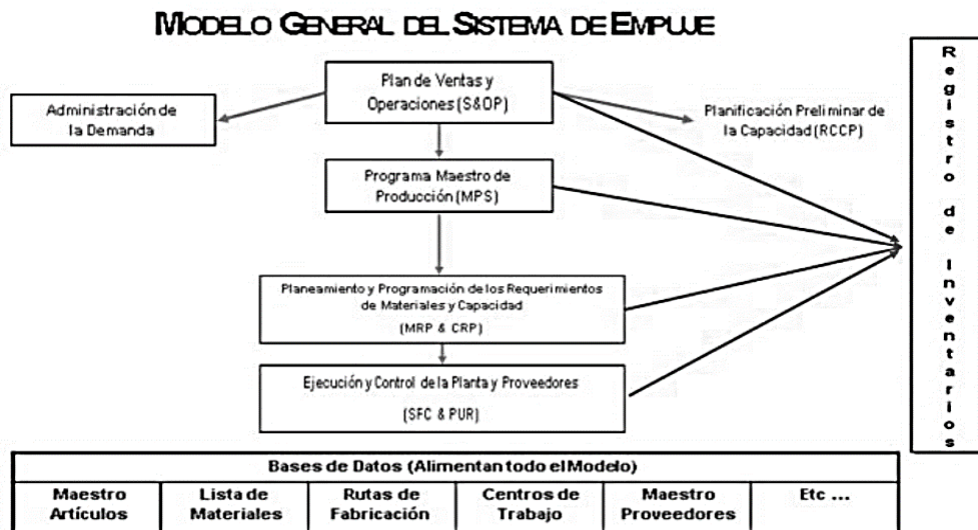 MODELO GENERAL DEL SISTEMA DE EMPUJE
Plan de Ventas y
Operaciones (S&OP)
Administración de
la Demanda
Planificación Preliminar de
la Capacidad (RCCP)
Programa Maestro de
Producción (MPS)
Planeamiento y Programación de los Requerimientos
de Materiales y Capacidad
(MRP & CRP)
Ejecución y Control de la Planta y Proveedores
(SFC & PUR)
Registro de Inventarios
Bases de Datos (Alimentan todo el Modelo)
Maestro
Artículos
Lista de
Materiales
Rutas de
Fabricación
Centros de
Trabajo
Maestro
Proveedores
Etc ...